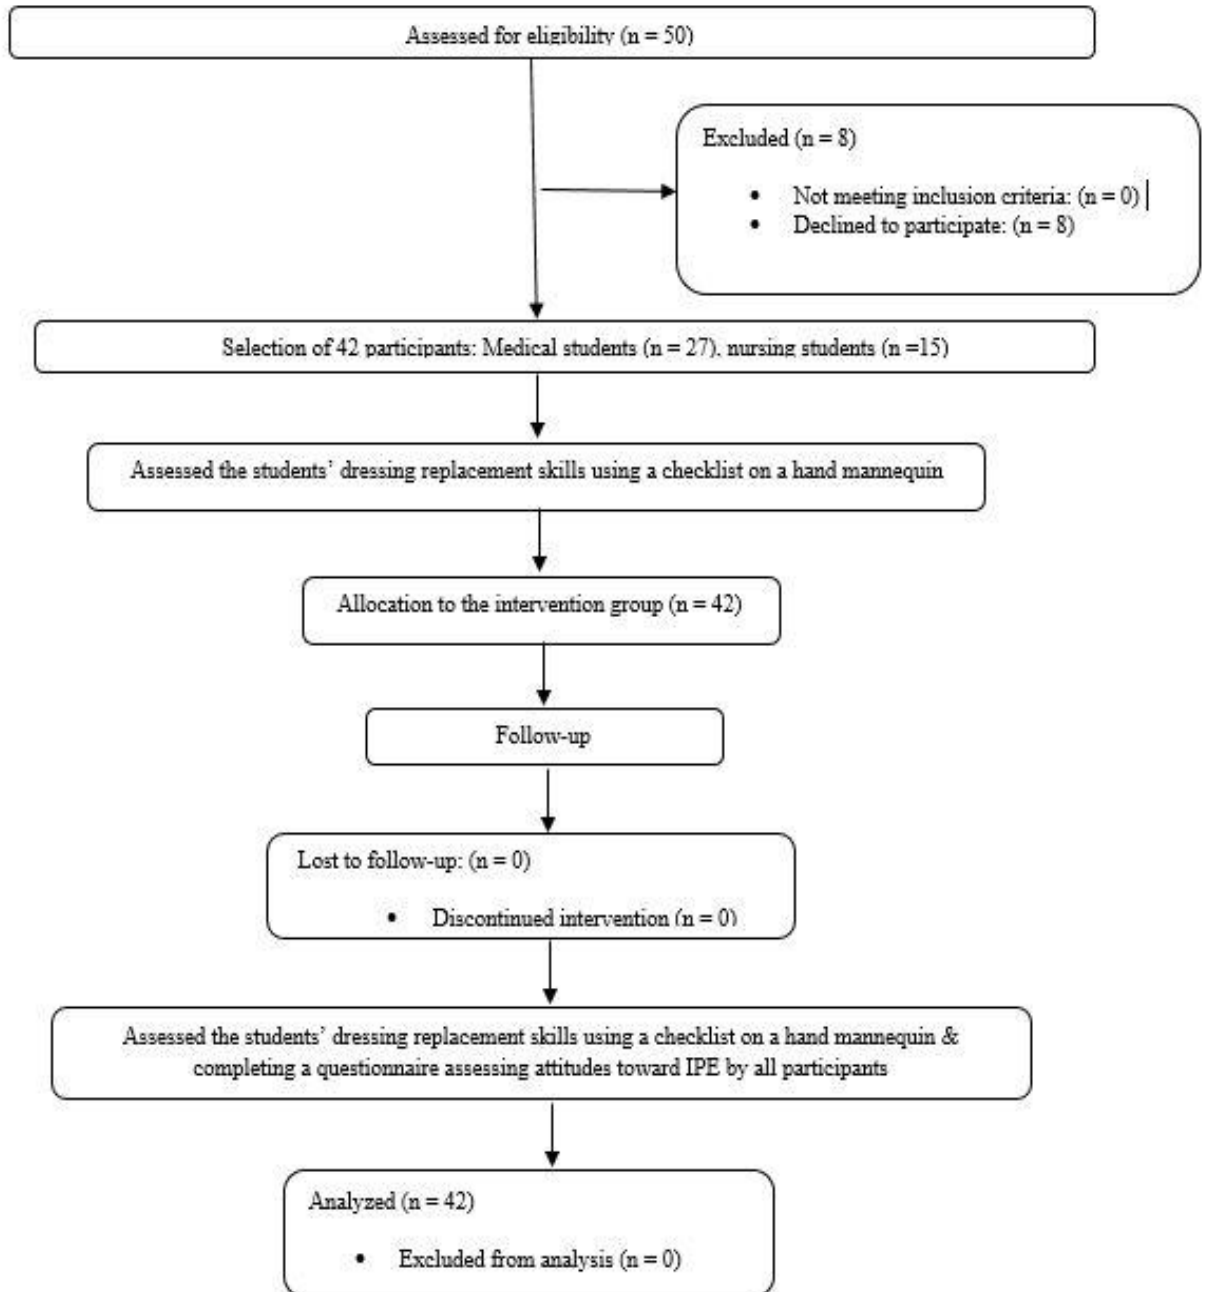 Assessed for eligibility (n = 50)
Excluded (n = 8)
• Not meeting inclusion criteria: (n = 0)
• Declined to participate: (n = 8)
Selection of 42 participants: Medical students (n = 27), nursing students (n =15)
Assessed the students’ dressing replacement skills using a checklist on a hand mannequin
Allocation to the intervention group (n = 42)
Follow-up
Lost to follow-up: (n = 0)
• Discontinued intervention (n = 0)
Assessed the students’ dressing replacement skills using a checklist on a hand mannequin &
completing a questionnaire assessing attitudes toward IPE by all participants
Analyzed (n = 42)
• Excluded from analysis (n = 0)